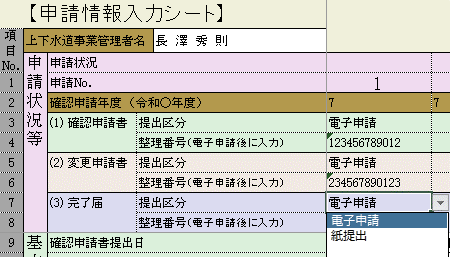 【申請情報入力シート】
項目No. 上下水道事業管理者名 長 澤 秀 則
申請状況等
申請状況
1 申請No. 1
2 確認申請年度（令和〇年度） 7 7
3 (1) 確認申請書 提出区分 電子申請
4 整理番号(電子申請後に入力) 123456789012
5 (2) 変更申請書 提出区分 電子申請
6 整理番号(電子申請後に入力) 234567890123
7 (3) 完了届 提出区分 電子申請
8 整理番号(電子申請後に入力) 電子申請
紙提出
9 基 確認申請書提出日